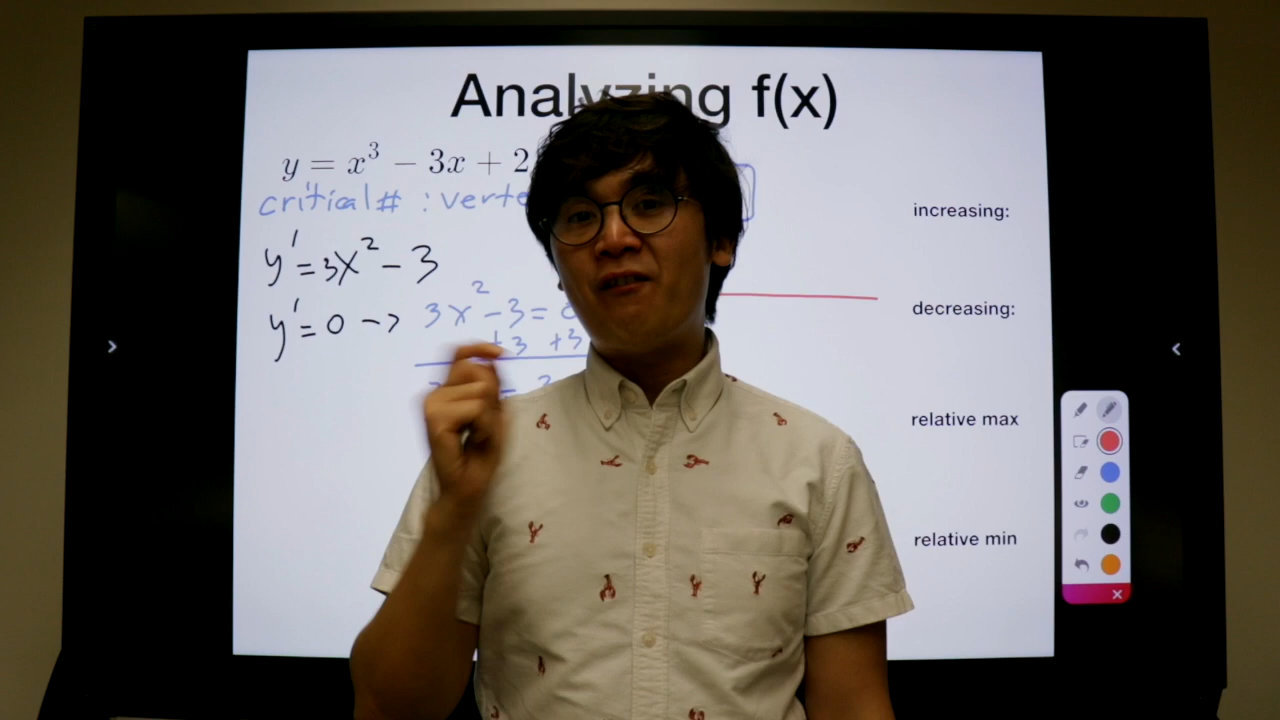 Analyzing f(x)
y = x³ − 3x + 2
critical # : verte
increasing:
y' = 3x² − 3
y' = 0 -> 3x² − 3 =
decreasing:
+3 +3
relative max
relative min